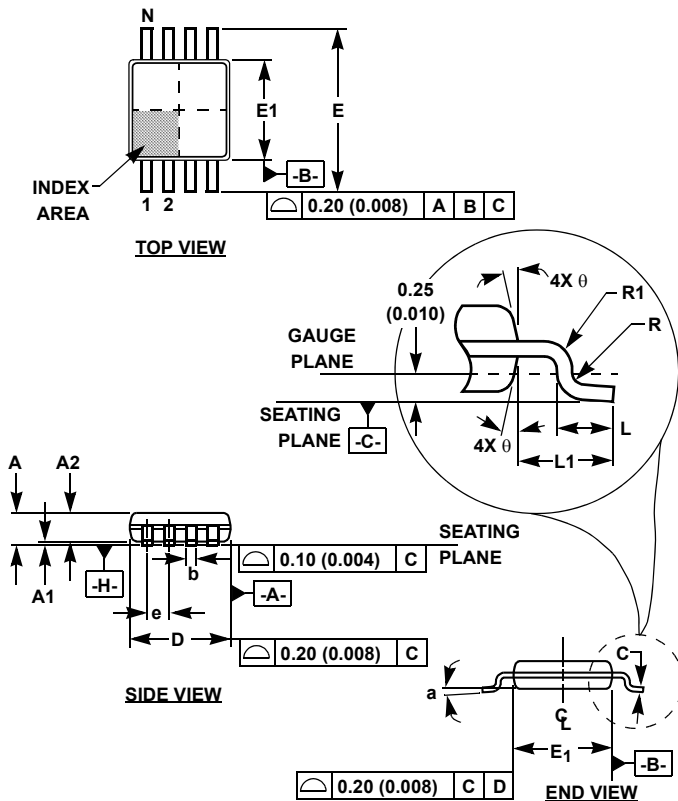 N
E1
E
-B-
INDEX
AREA
1 2
0.20 (0.008) A B C
TOP VIEW
0.25
(0.010)
4X θ
R1
R
GAUGE
PLANE
SEATING
PLANE
-C-
4X θ
L
L1
A
A2
SEATING
PLANE
A1
-H-
b
0.10 (0.004) C
-A-
e
D
0.20 (0.008) C
SIDE VIEW
a
C
CL
E1
-B-
0.20 (0.008) C D
END VIEW